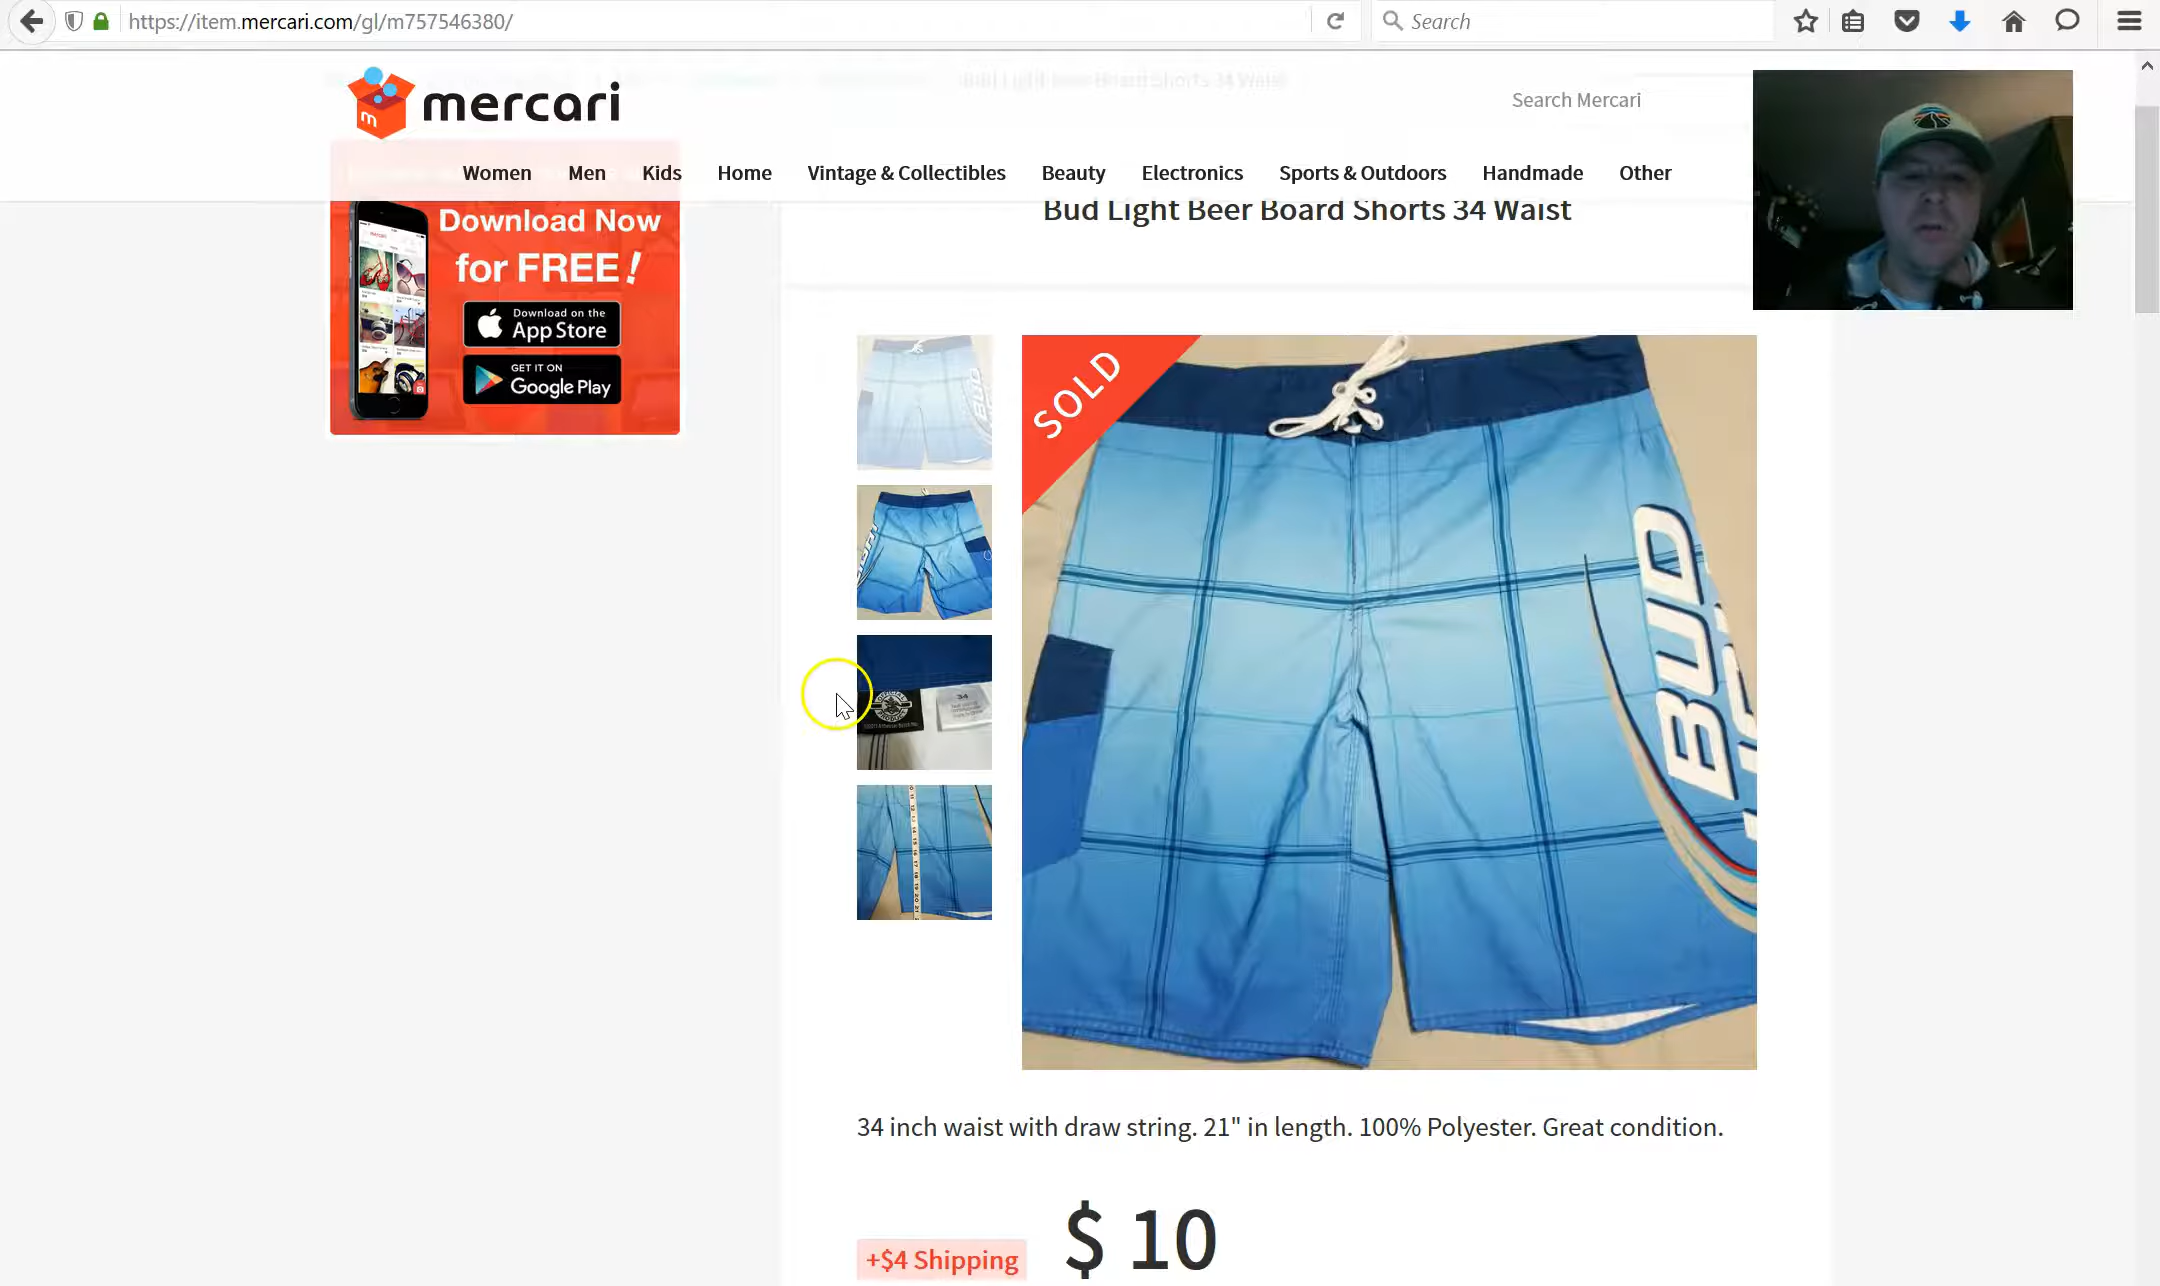 https://item.mercari.com/gl/m757546380/
Search
mercari
Search Mercari
Women Men Kids Home Vintage & Collectibles Beauty Electronics Sports & Outdoors Handmade Other
Bud Light Beer Board Shorts 34 Waist
Download Now
for FREE!
Download on the
App Store
GET IT ON
Google Play
SOLD
BUD
34
34 inch waist with draw string. 21" in length. 100% Polyester. Great condition.
+$4 Shipping
$ 10